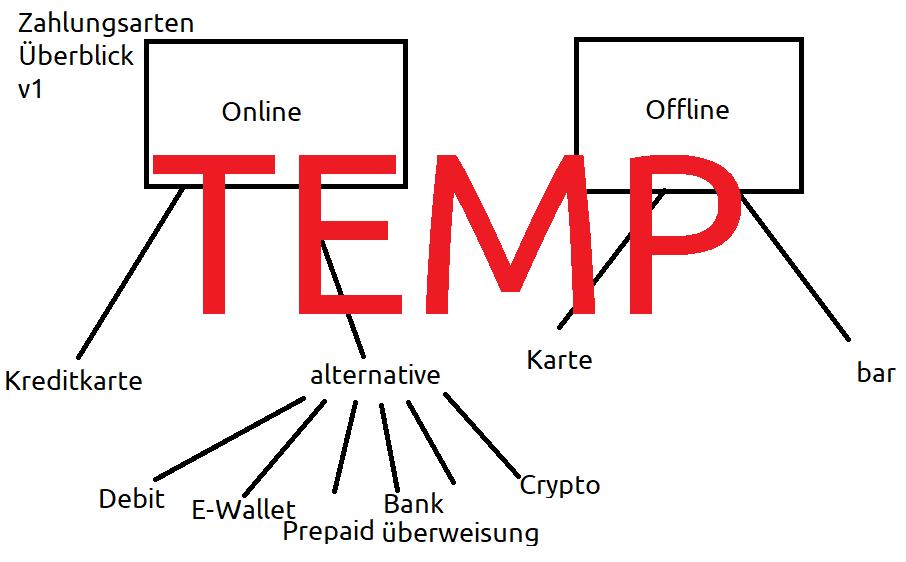 Zahlungsarten
Überblick
v1
Online
Offline
TEMP
Kreditkarte
alternative
Karte
bar
Debit
E-Wallet
Prepaid
Bank
überweisung
Crypto